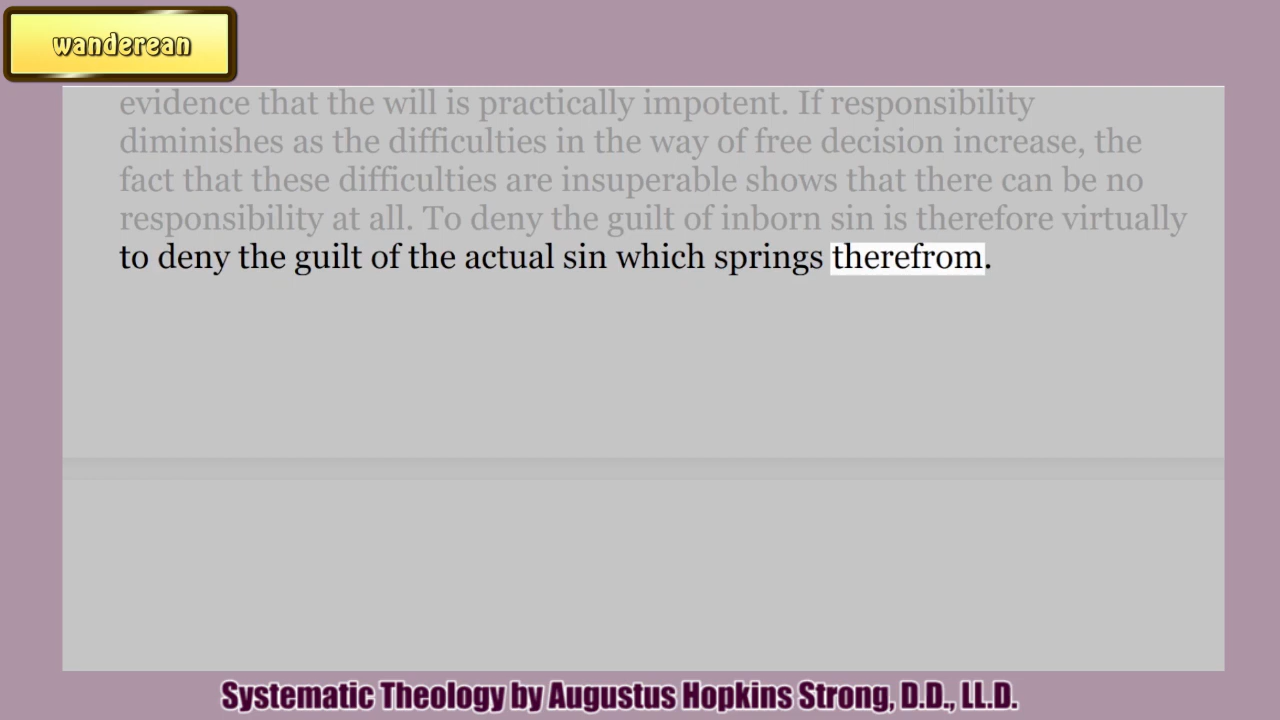 wanderean
evidence that the will is practically impotent. If responsibility
diminishes as the difficulties in the way of free decision increase, the
fact that these difficulties are insuperable shows that there can be no
responsibility at all. To deny the guilt of inborn sin is therefore virtually
to deny the guilt of the actual sin which springs therefrom.
Systematic Theology by Augustus Hopkins Strong, D.D., LL.D.